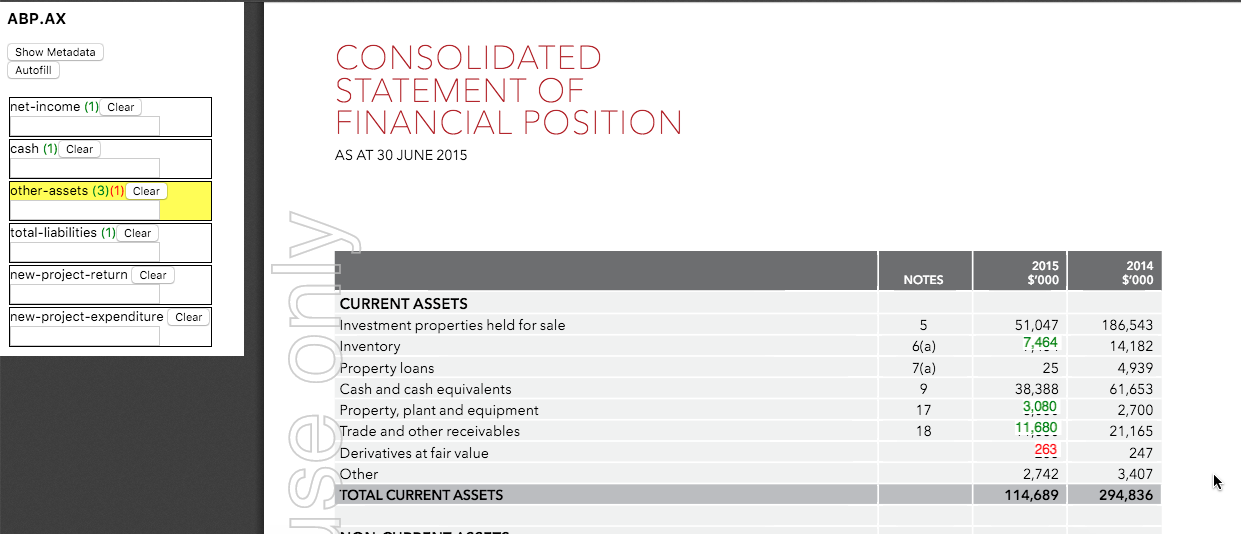 ABP.AX
Show Metadata
Autofill
net-income (1) Clear
cash (1) Clear
other-assets (3)(1) Clear
total-liabilities (1) Clear
new-project-return Clear
new-project-expenditure Clear
CONSOLIDATED
STATEMENT OF
FINANCIAL POSITION
AS AT 30 JUNE 2015
use only
NOTES 2015 $'000 2014 $'000
CURRENT ASSETS
Investment properties held for sale 5 51,047 186,543
Inventory 6(a) 7,464 14,182
Property loans 7(a) 25 4,939
Cash and cash equivalents 9 38,388 61,653
Property, plant and equipment 17 3,080 2,700
Trade and other receivables 18 11,680 21,165
Derivatives at fair value 263 247
Other 2,742 3,407
TOTAL CURRENT ASSETS 114,689 294,836
NON-CURRENT ASSETS